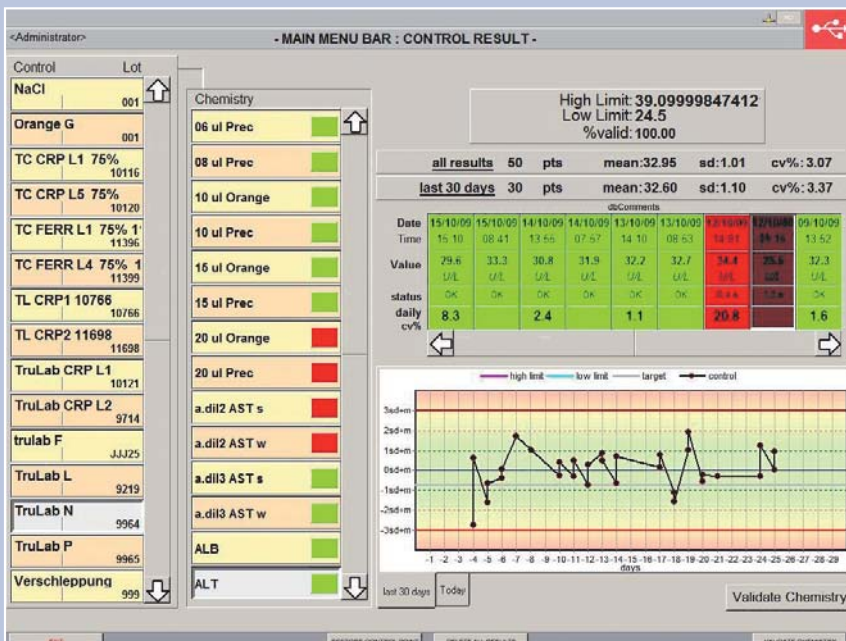 <Administrator>
- MAIN MENU BAR : CONTROL RESULT -
Control Lot
NaCl
001
Orange G
001
TC CRP L1 75%
10116
TC CRP L5 75%
10120
TC FERR L1 75% 1
11396
TC FERR L4 75% 1
11399
TL CRP1 10766
10766
TL CRP2 11698
11698
TruLab CRP L1
10121
TruLab CRP L2
9714
trulab F
JJJ25
TruLab L
9219
TruLab N
9964
TruLab P
9965
Verschleppung
999
Chemistry
06 ul Prec
08 ul Prec
10 ul Orange
10 ul Prec
15 ul Orange
15 ul Prec
20 ul Orange
20 ul Prec
a.dil2 AST s
a.dil2 AST w
a.dil3 AST s
a.dil3 AST w
ALB
ALT
High Limit: 39.09999847412
Low Limit: 24.5
%valid: 100.00
all results 50 pts mean:32.95 sd:1.01 cv%:3.07
last 30 days 30 pts mean:32.60 sd:1.10 cv%:3.37
dbComments
Date 15/10/09 15/10/09 14/10/09 14/10/09 13/10/09 13/10/09 09/10/09
Time 15:10 08:41 13:55 07:57 14:10 08:53 13:52
Value 29.6 33.3 30.8 31.9 32.2 32.7 34.4 32.3
U/L U/L U/L U/L U/L U/L U/L U/L
status OK OK OK OK OK OK OK
daily 8.3 2.4 1.1 20.8 1.6
cv%
high limit low limit target control
3sd+m
2sd+m
1sd+m
0sd+m
-1sd+m
-2sd+m
-3sd+m
-1 -2 -3 -4 -5 -6 -7 -8 -9 -10 -11 -12 -13 -14 -15 -16 -17 -18 -19 -20 -21 -22 -23 -24 -25 -26 -27 -28 -29
days
last 30 days Today
Validate Chemistry